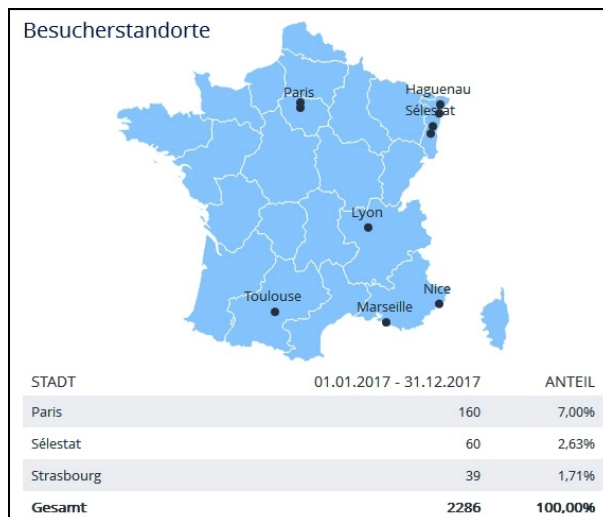 Besucherstandorte
Paris
Haguenau
Sélestat
Lyon
Nice
Toulouse
Marseille
STADT 01.01.2017 - 31.12.2017 ANTEIL
Paris 160 7,00%
Sélestat 60 2,63%
Strasbourg 39 1,71%
Gesamt 2286 100,00%